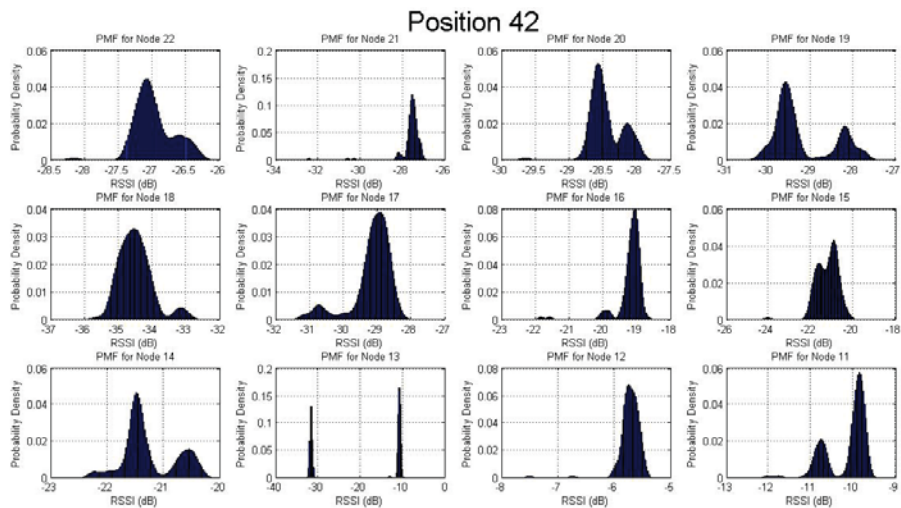 Position 42
PMF for Node 22
PMF for Node 21
PMF for Node 20
PMF for Node 19
0.06
0.04
0.02
0
Probability Density
-28.5 -28 -27.5 -27 -26.5 -26 -25.5
RSSI (dB)
0.2
0.15
0.1
0.05
0
Probability Density
-34 -32 -30 -28 -26
RSSI (dB)
0.06
0.04
0.02
0
Probability Density
-30 -29.5 -29 -28.5 -28 -27.5
RSSI (dB)
0.06
0.04
0.02
0
Probability Density
-31 -30 -29 -28 -27
RSSI (dB)
PMF for Node 18
PMF for Node 17
PMF for Node 16
PMF for Node 15
0.04
0.03
0.02
0.01
0
Probability Density
-37 -36 -35 -34 -33 -32
RSSI (dB)
0.04
0.03
0.02
0.01
0
Probability Density
-32 -31 -30 -29 -28 -27
RSSI (dB)
0.08
0.06
0.04
0.02
0
Probability Density
-23 -22 -21 -20 -19 -18
RSSI (dB)
0.06
0.04
0.02
0
Probability Density
-26 -24 -22 -20 -18
RSSI (dB)
PMF for Node 14
PMF for Node 13
PMF for Node 12
PMF for Node 11
0.06
0.04
0.02
0
Probability Density
-23 -22 -21 -20
RSSI (dB)
0.2
0.15
0.1
0.05
0
Probability Density
-40 -30 -20 -10 0
RSSI (dB)
0.08
0.06
0.04
0.02
0
Probability Density
-8 -7 -6 -5
RSSI (dB)
0.06
0.04
0.02
0
Probability Density
-13 -12 -11 -10 -9
RSSI (dB)